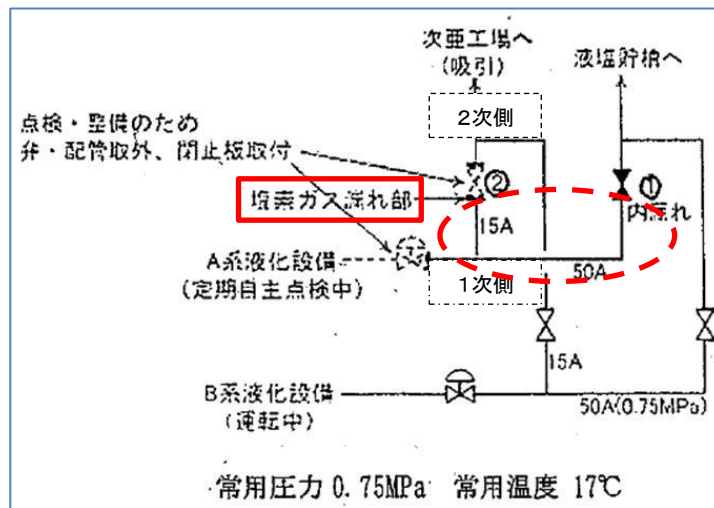 次亜工場へ
(吸引)
液塩貯槽へ
2次側
点検・整備のため
弁・配管取外、閉止板取付
②
①
塩素ガス漏れ部
内漏れ
15A
A系液化設備
(定期自主点検中)
50A
1次側
15A
B系液化設備
(運転中)
50A(0.75MPa)
常用圧力 0.75MPa 常用温度 17℃